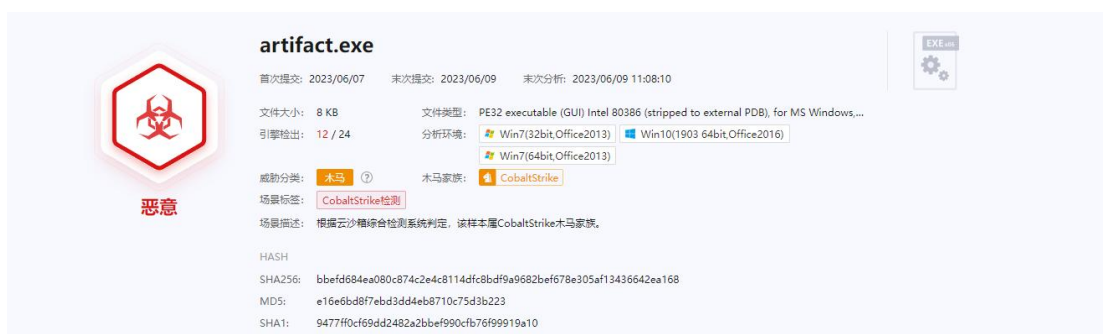 artifact.exe
EXE x86
首次提交: 2023/06/07 末次提交: 2023/06/09 末次分析: 2023/06/09 11:08:10
文件大小: 8 KB 文件类型: PE32 executable (GUI) Intel 80386 (stripped to external PDB), for MS Windows,...
引擎检出: 12 / 24 分析环境: Win7(32bit,Office2013) Win10(1903 64bit,Office2016)
Win7(64bit,Office2013)
威胁分类: 木马 ? 木马家族: CobaltStrike
恶意
场景标签: CobaltStrike检测
场景描述: 根据云沙箱综合检测系统判定，该样本属CobaltStrike木马家族。
HASH
SHA256: bbefd684ea080c874c2e4c8114dfc8bdf9a9682bef678e305af13436642ea168
MD5: e16e6bd8f7ebd3dd4eb8710c75d3b223
SHA1: 9477ff0cf69dd2482a2bbef990cfb76f99919a10